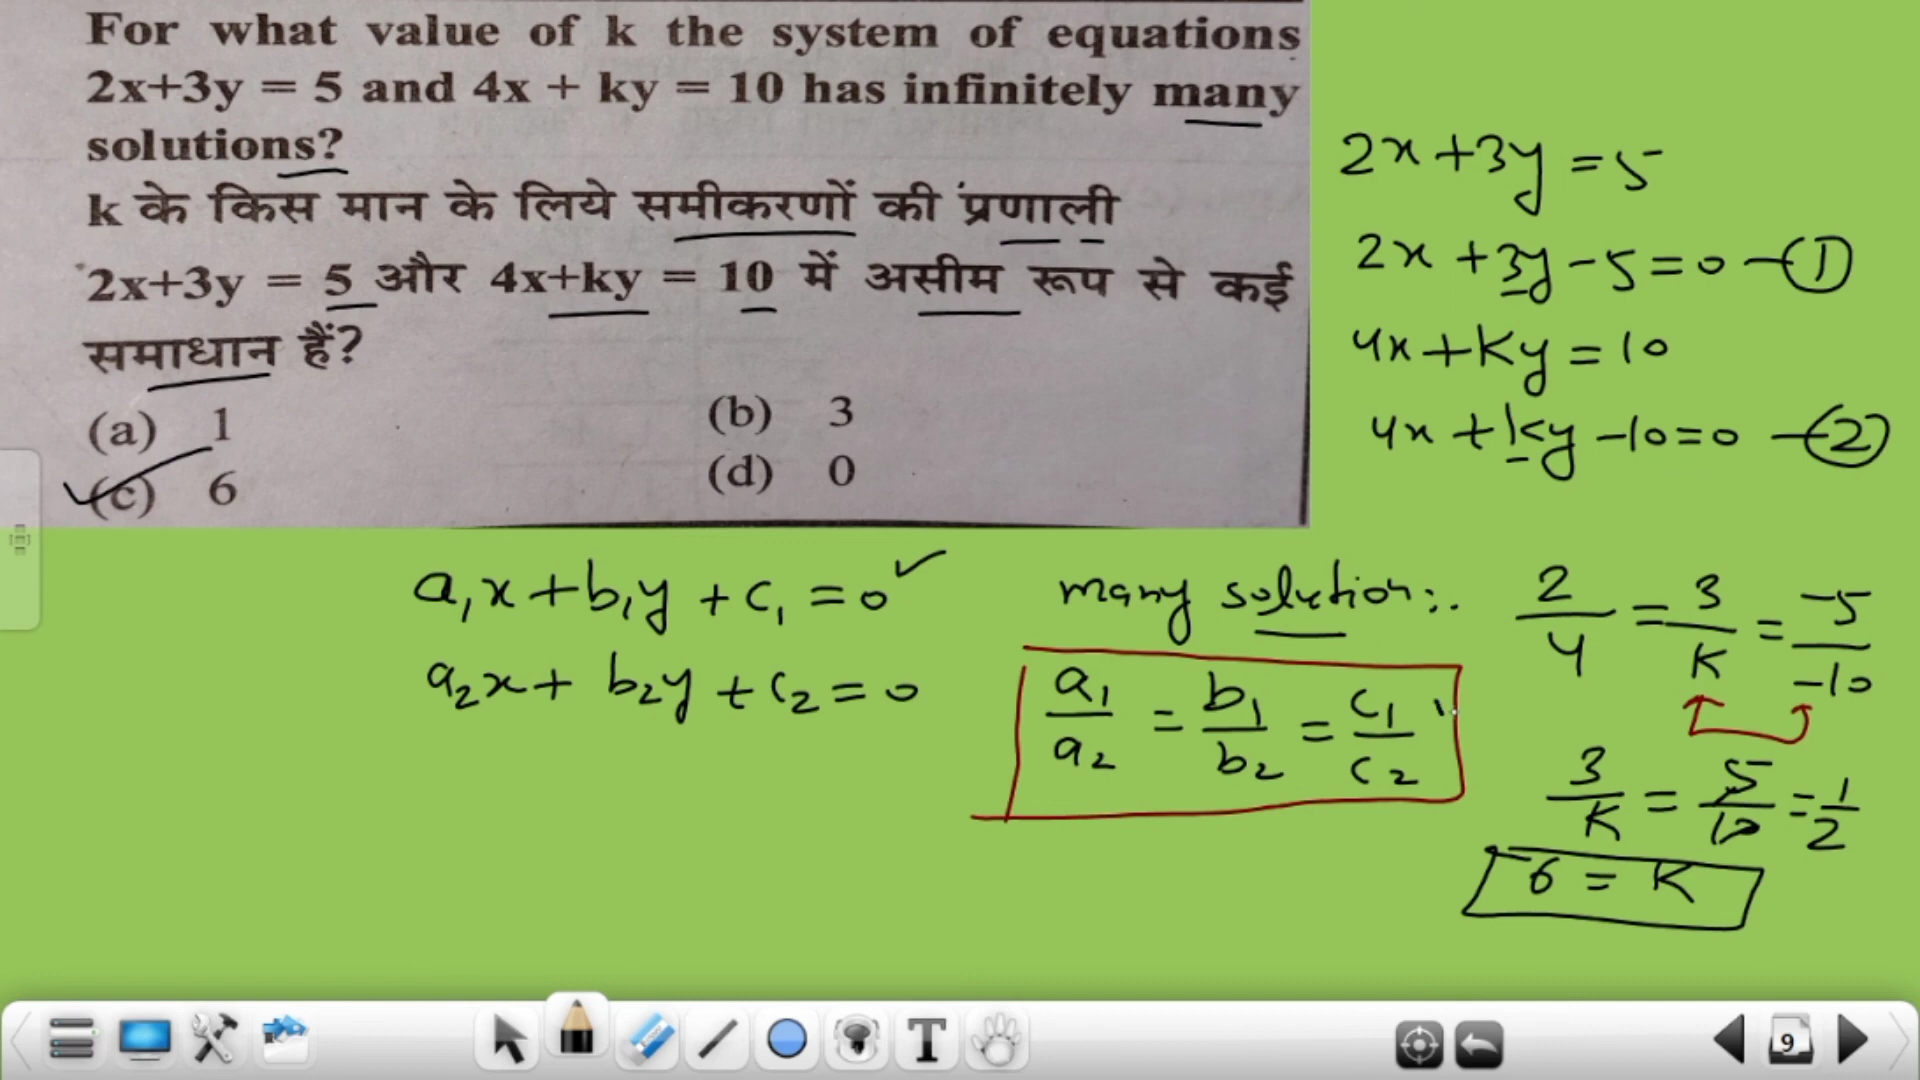 For what value of k the system of equations
2x+3y = 5 and 4x + ky = 10 has infinitely many
solutions?
k के किस मान के लिये समीकरणों की प्रणाली
2x+3y = 5 और 4x+ky = 10 में असीम रूप से कई
समाधान हैं?
(a) 1 (b) 3
(c) 6 (d) 0
2x+3y=5
2x+3y-5=0 -(1)
4x+Ky=10
4x+ky-10=0 -(2)
a₁x+b₁y+c₁=0 ✓
a₂x+b₂y+c₂=0
many solution:.
a₁/a₂ = b₁/b₂ = c₁/c₂
2/4 = 3/K = -5/-10
3/K = 5/10 = 1/2
6 = K
T
9